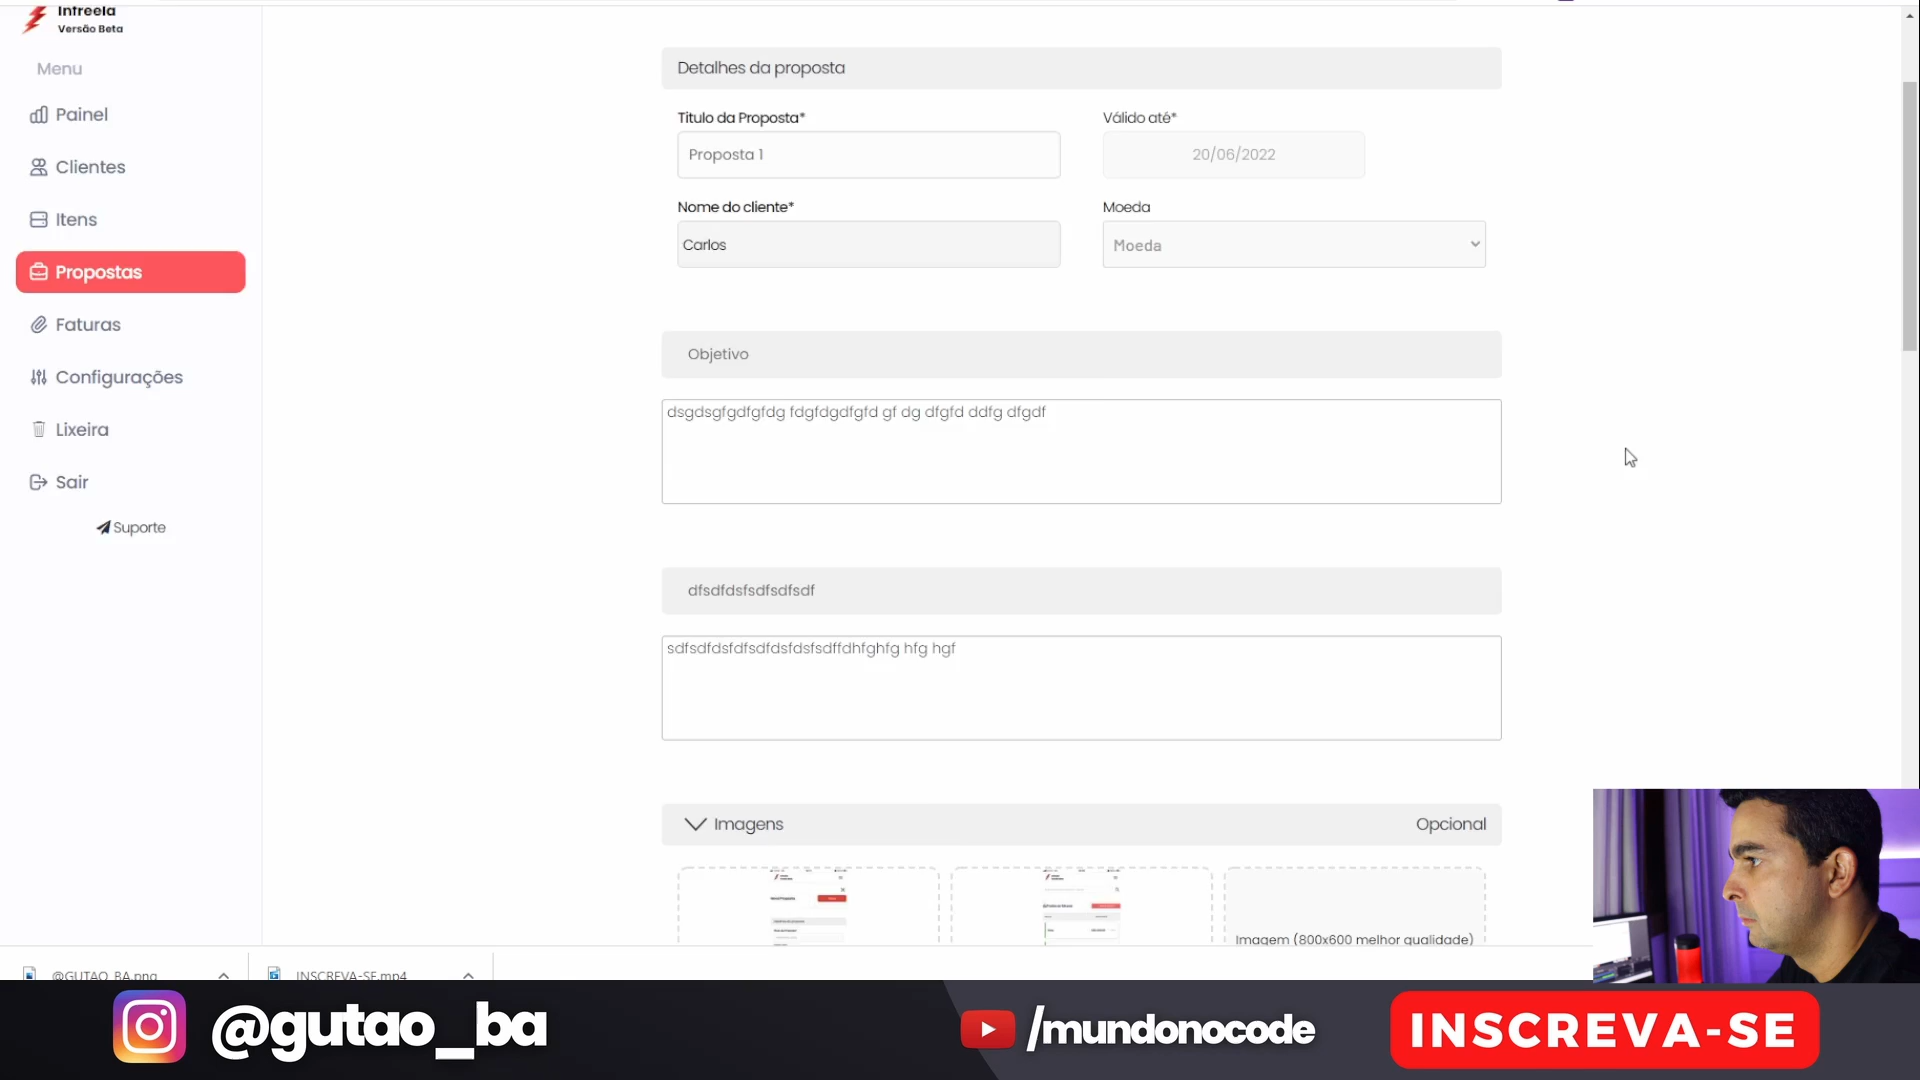 Infreela
Versão Beta
Menu
Painel
Clientes
Itens
Propostas
Faturas
Configurações
Lixeira
Sair
Suporte
Detalhes da proposta
Titulo da Proposta*
Válido até*
Proposta 1
20/06/2022
Nome do cliente*
Moeda
Carlos
Moeda
Objetivo
dsgdsgfgdfgfdg fdgfdgdfgfd gf dg dfgfd ddfg dfgdf
dfsdfdsfsdfsdfsdf
sdfsdfdsfdfsdfdsfdsfsdffdhfghfg hfg hgf
Imagens
Opcional
Imagem (800x600 melhor qualidade)
@GUTAO_BA.png
INSCREVA-SE.mp4
@gutao_ba
/mundonocode
INSCREVA-SE